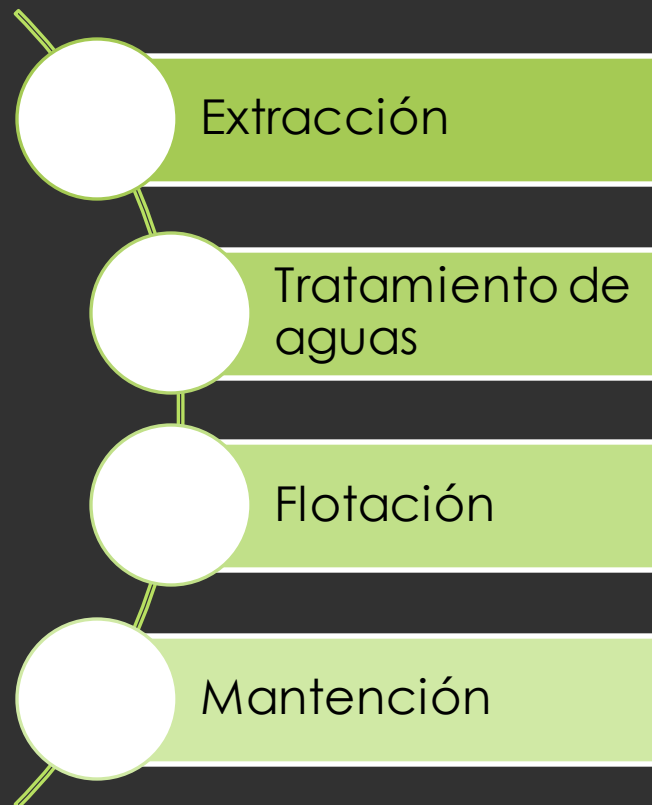 Extracción
Tratamiento de
aguas
Flotación
Mantención